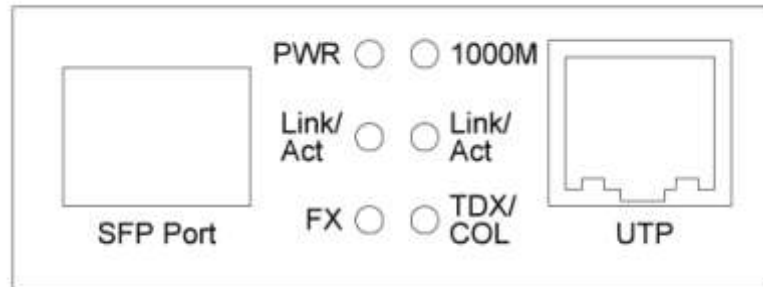 PWR
1000M
Link/
Act
Link/
Act
FX
TDX/
COL
SFP Port
UTP